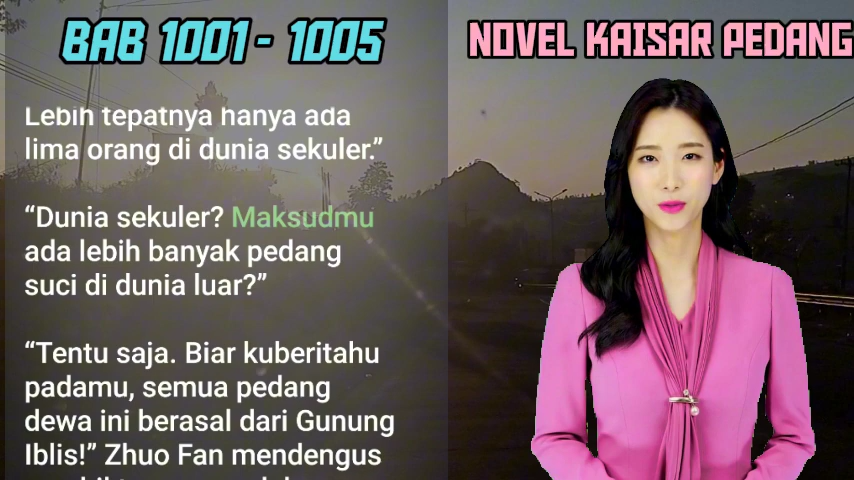 BAB 1001 - 1005
NOVEL KAISAR PEDANG
Lebih tepatnya hanya ada
lima orang di dunia sekuler.”
“Dunia sekuler? Maksudmu
ada lebih banyak pedang
suci di dunia luar?”
“Tentu saja. Biar kuberitahu
padamu, semua pedang
dewa ini berasal dari Gunung
Iblis!” Zhuo Fan mendengus